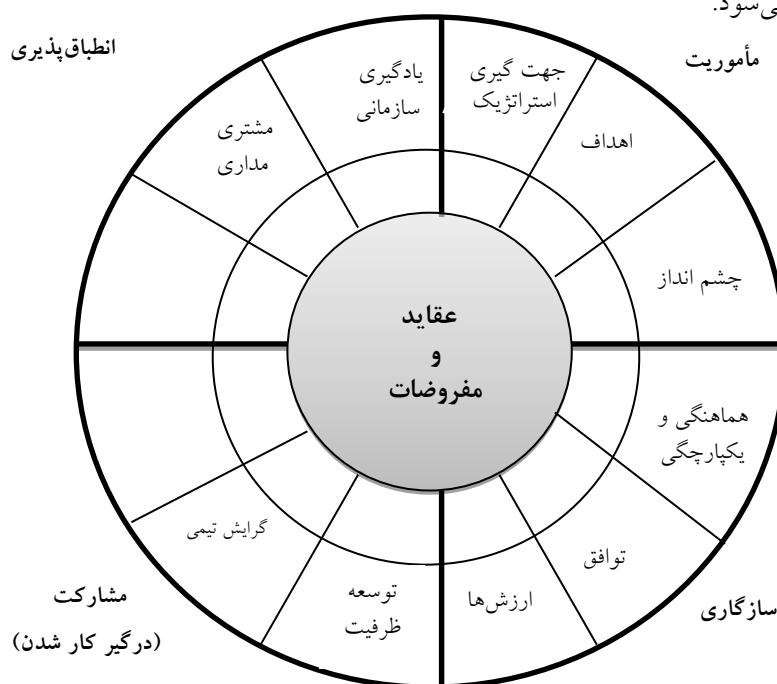 می‌شود.
انطباق‌پذیری
مأموریت
یادگیری
سازمانی
جهت گیری
استراتژیک
مشتری
مداری
اهداف
چشم انداز
عقاید
و
مفروضات
هماهنگی و
یکپارچگی
گرایش تیمی
توافق
توسعه
ظرفیت
ارزش‌ها
مشارکت
(درگیر کار شدن)
سازگاری